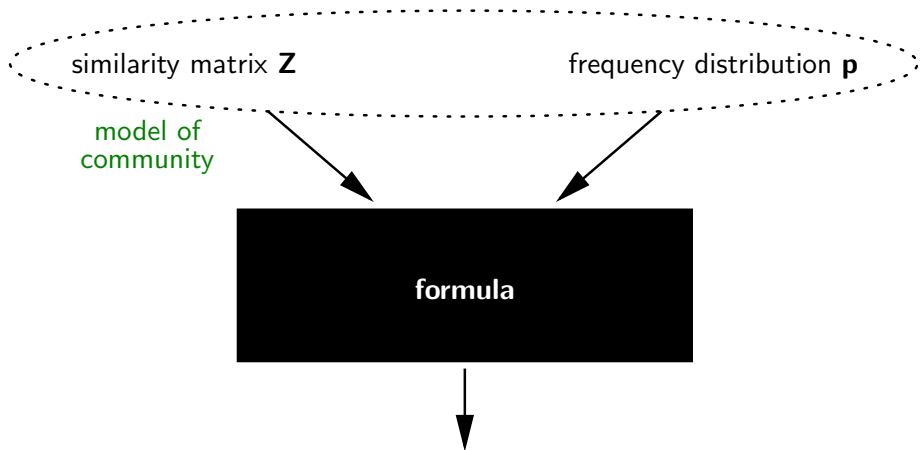 similarity matrix Z
frequency distribution p
model of
community
formula